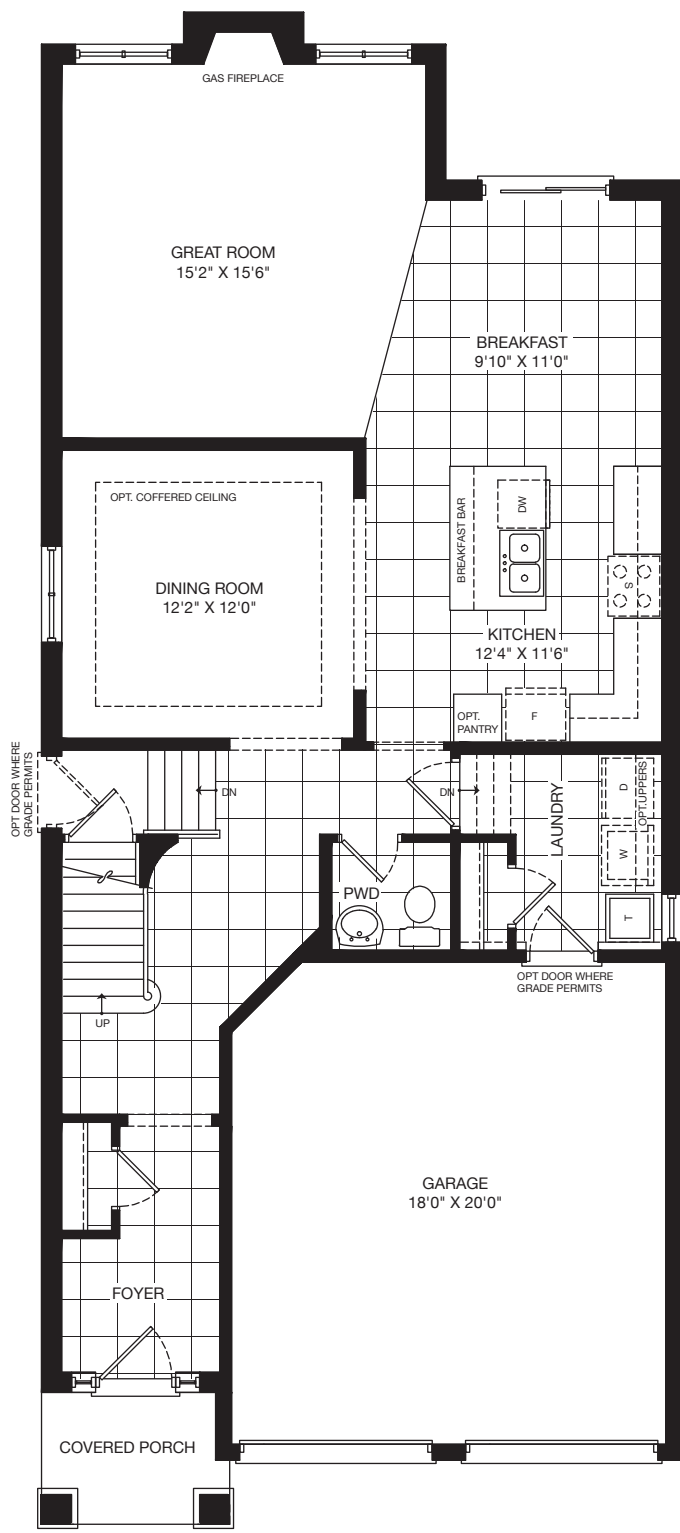 GAS FIREPLACE
GREAT ROOM
15'2" X 15'6"
BREAKFAST
9'10" X 11'0"
OPT. COFFERED CEILING
DINING ROOM
12'2" X 12'0"
BREAKFAST BAR
DW
S
KITCHEN
12'4" X 11'6"
OPT.
PANTRY
F
OPT DOOR WHERE
GRADE PERMITS
DN
DN
LAUNDRY
D
OPT.UPPERS
W
T
PWD
OPT DOOR WHERE
GRADE PERMITS
UP
GARAGE
18'0" X 20'0"
FOYER
COVERED PORCH